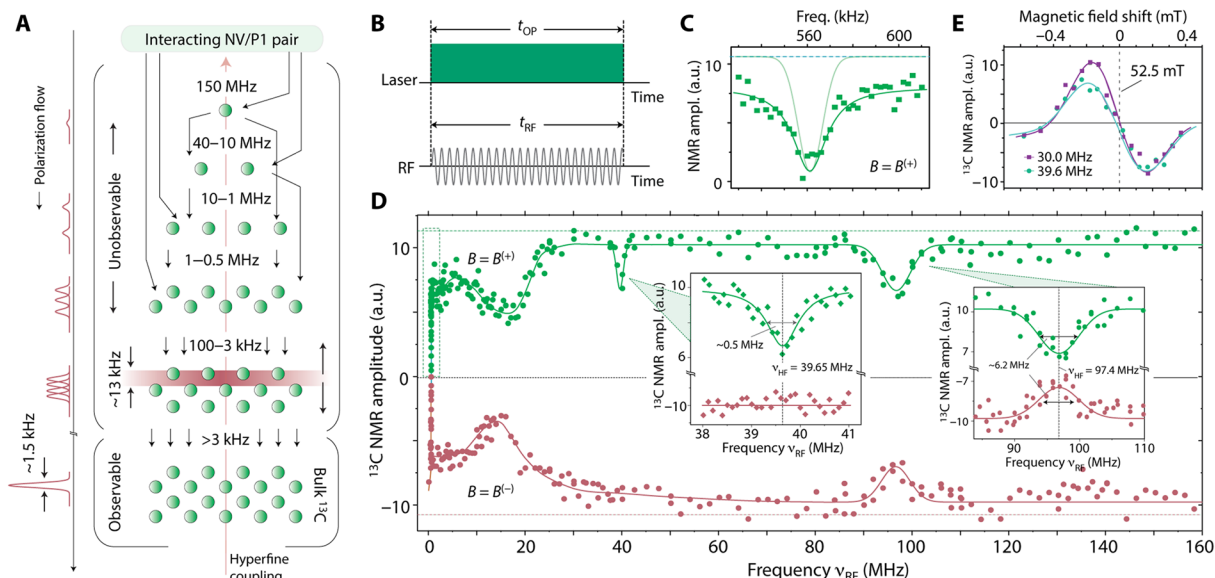 A
Interacting NV/P1 pair
150 MHz
40–10 MHz
10–1 MHz
1–0.5 MHz
100–3 kHz
>3 kHz
Polarization flow
Unobservable
~13 kHz
~1.5 kHz
Observable
Bulk ¹³C
Hyperfine
coupling
B
t_OP
Laser
Time
t_RF
RF
Time
C
Freq. (kHz)
560
600
NMR ampl. (a.u.)
10
0
B = B⁽⁺⁾
E
Magnetic field shift (mT)
−0.4
0
0.4
¹³C NMR ampl. (a.u.)
10
0
−10
52.5 mT
30.0 MHz
39.6 MHz
D
¹³C NMR amplitude (a.u.)
10
0
−10
B = B⁽⁺⁾
B = B⁽⁻⁾
0
20
40
60
80
100
120
140
160
Frequency ν_RF (MHz)
¹³C NMR ampl. (a.u.)
10
6
−10
~0.5 MHz
ν_HF = 39.65 MHz
38
39
40
41
Frequency ν_RF (MHz)
¹³C NMR ampl. (a.u.)
10
7
−7
−10
~6.2 MHz
ν_HF = 97.4 MHz
90
100
110
Frequency ν_RF (MHz)